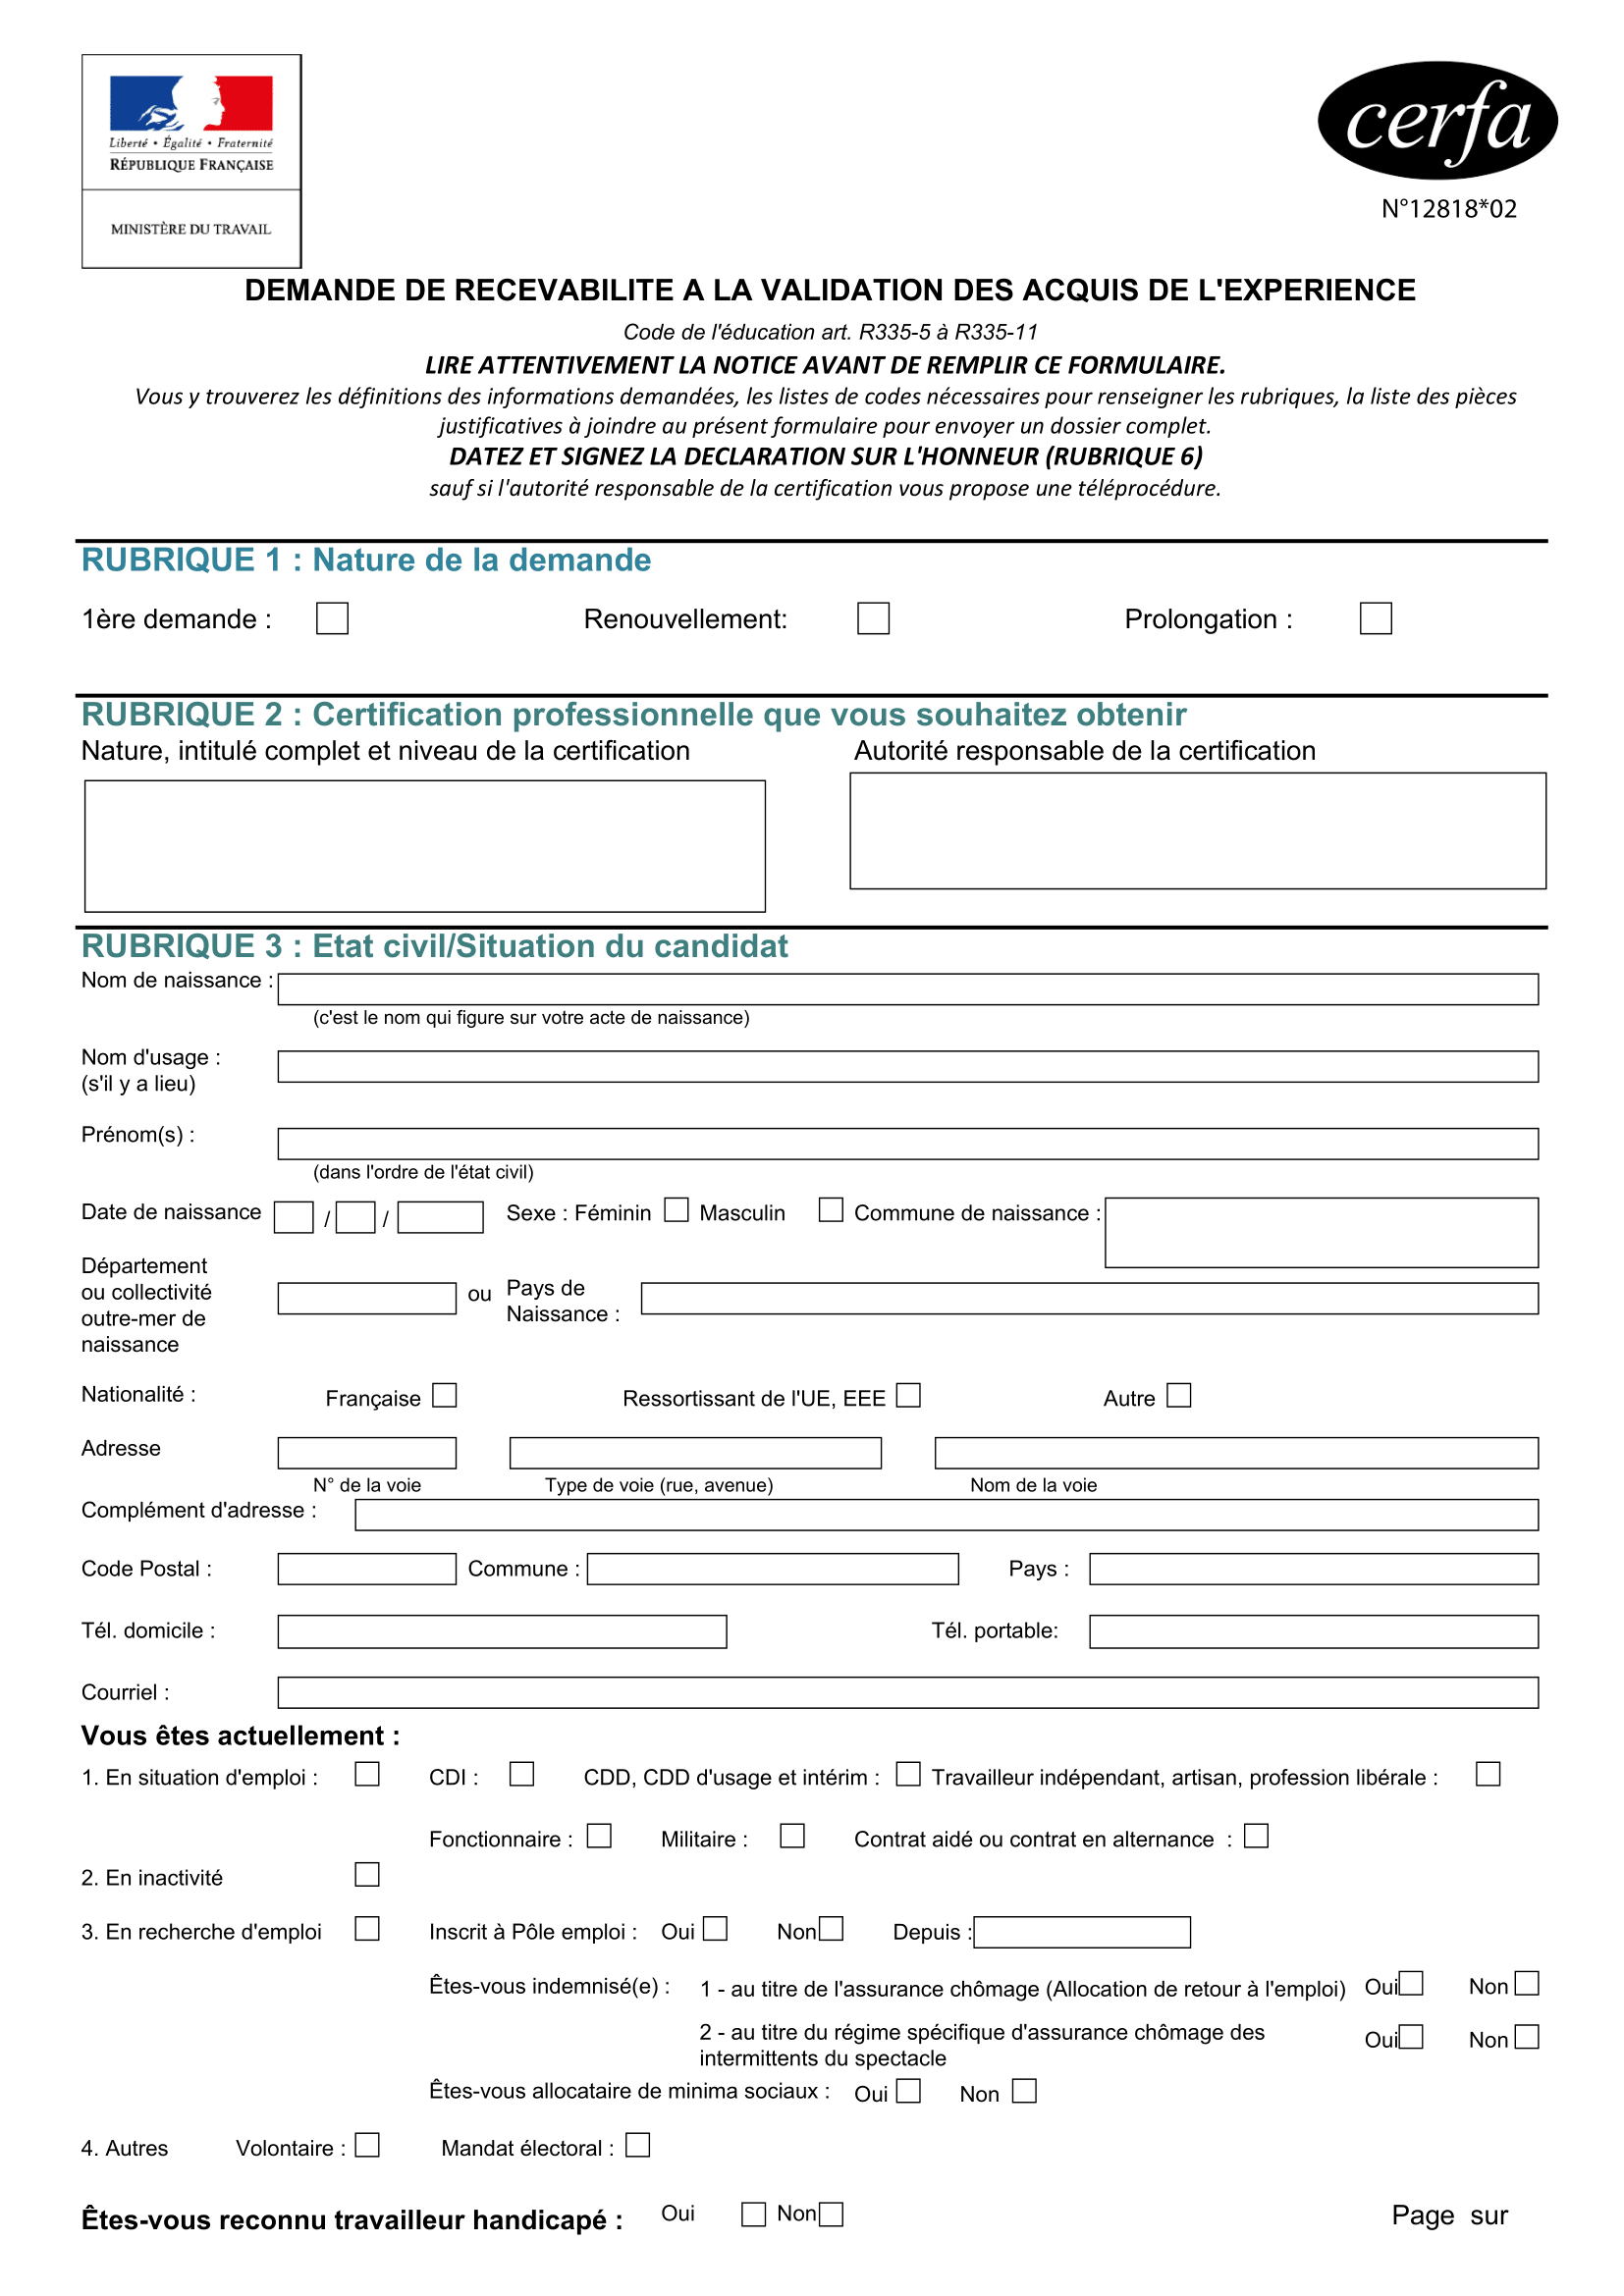 Liberté • Égalité • Fraternité
RÉPUBLIQUE FRANÇAISE
MINISTÈRE DU TRAVAIL
cerfa
N°12818*02
DEMANDE DE RECEVABILITE A LA VALIDATION DES ACQUIS DE L'EXPERIENCE
Code de l'éducation art. R335-5 à R335-11
LIRE ATTENTIVEMENT LA NOTICE AVANT DE REMPLIR CE FORMULAIRE.
Vous y trouverez les définitions des informations demandées, les listes de codes nécessaires pour renseigner les rubriques, la liste des pièces
justificatives à joindre au présent formulaire pour envoyer un dossier complet.
DATEZ ET SIGNEZ LA DECLARATION SUR L'HONNEUR (RUBRIQUE 6)
sauf si l'autorité responsable de la certification vous propose une téléprocédure.
RUBRIQUE 1 : Nature de la demande
1ère demande : Renouvellement: Prolongation :
RUBRIQUE 2 : Certification professionnelle que vous souhaitez obtenir
Nature, intitulé complet et niveau de la certification Autorité responsable de la certification
RUBRIQUE 3 : Etat civil/Situation du candidat
Nom de naissance :
(c'est le nom qui figure sur votre acte de naissance)
Nom d'usage :
(s'il y a lieu)
Prénom(s) :
(dans l'ordre de l'état civil)
Date de naissance / / Sexe : Féminin Masculin Commune de naissance :
Département
ou collectivité
outre-mer de
naissance
ou Pays de
Naissance :
Nationalité : Française Ressortissant de l'UE, EEE Autre
Adresse
N° de la voie Type de voie (rue, avenue) Nom de la voie
Complément d'adresse :
Code Postal : Commune : Pays :
Tél. domicile : Tél. portable:
Courriel :
Vous êtes actuellement :
1. En situation d'emploi : CDI : CDD, CDD d'usage et intérim : Travailleur indépendant, artisan, profession libérale :
Fonctionnaire : Militaire : Contrat aidé ou contrat en alternance :
2. En inactivité
3. En recherche d'emploi Inscrit à Pôle emploi : Oui Non Depuis :
Êtes-vous indemnisé(e) : 1 - au titre de l'assurance chômage (Allocation de retour à l'emploi) Oui Non
2 - au titre du régime spécifique d'assurance chômage des
intermittents du spectacle
Oui Non
Êtes-vous allocataire de minima sociaux : Oui Non
4. Autres Volontaire : Mandat électoral :
Êtes-vous reconnu travailleur handicapé : Oui Non
Page sur